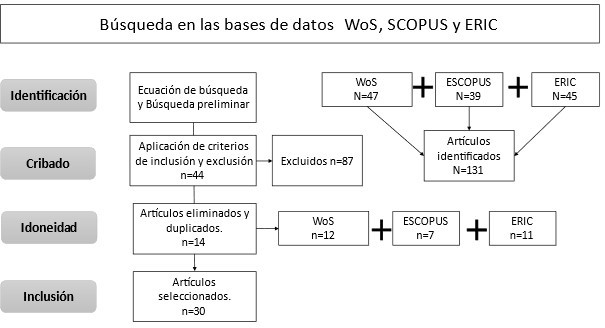 Búsqueda en las bases de datos WoS, SCOPUS y ERIC
Identificación
Ecuación de búsqueda
y Búsqueda preliminar
WoS
N=47
+
ESCOPUS
N=39
+
ERIC
N=45
Artículos
identificados
N=131
Cribado
Aplicación de criterios
de inclusión y exclusión
n=44
Excluidos n=87
Idoneidad
Artículos eliminados y
duplicados.
n=14
WoS
n=12
+
ESCOPUS
n=7
+
ERIC
n=11
Inclusión
Artículos
seleccionados.
n=30